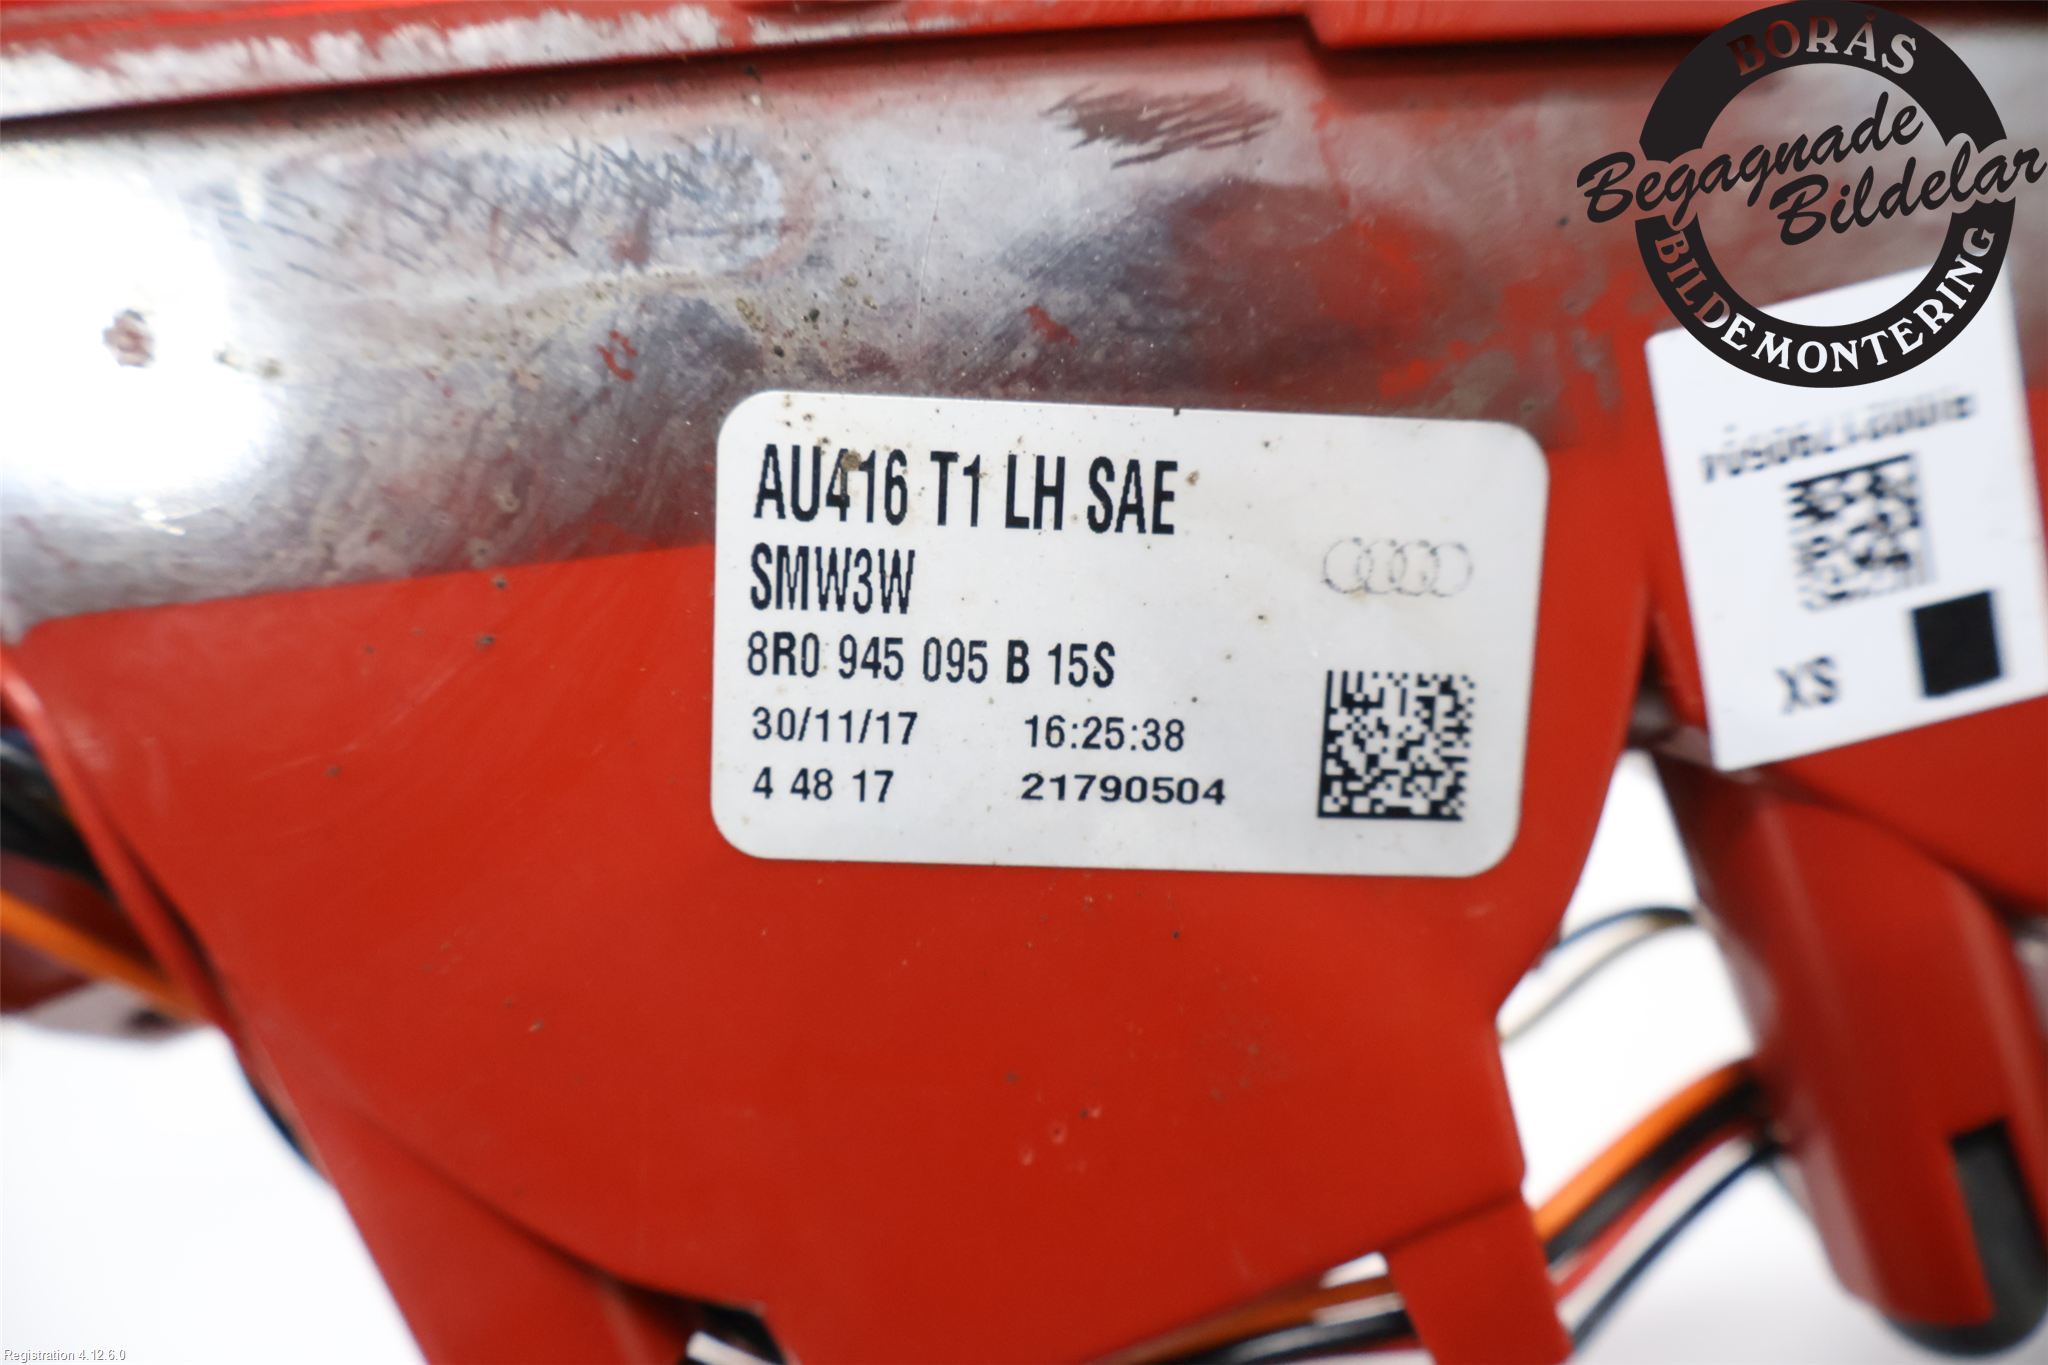 BORÅS
Begagnade
Bildelar
BILDEMONTERING
AU416 T1 LH SAE
SMW3W
8R0 945 095 B 15S
30/11/17 16:25:38
4 48 17 21790504
XS
Registration 4.12.6.0